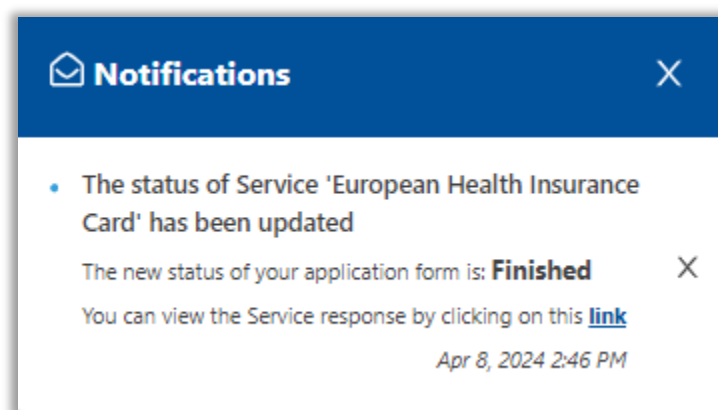 Notifications
The status of Service 'European Health Insurance
Card' has been updated
The new status of your application form is: Finished
You can view the Service response by clicking on this link
Apr 8, 2024 2:46 PM